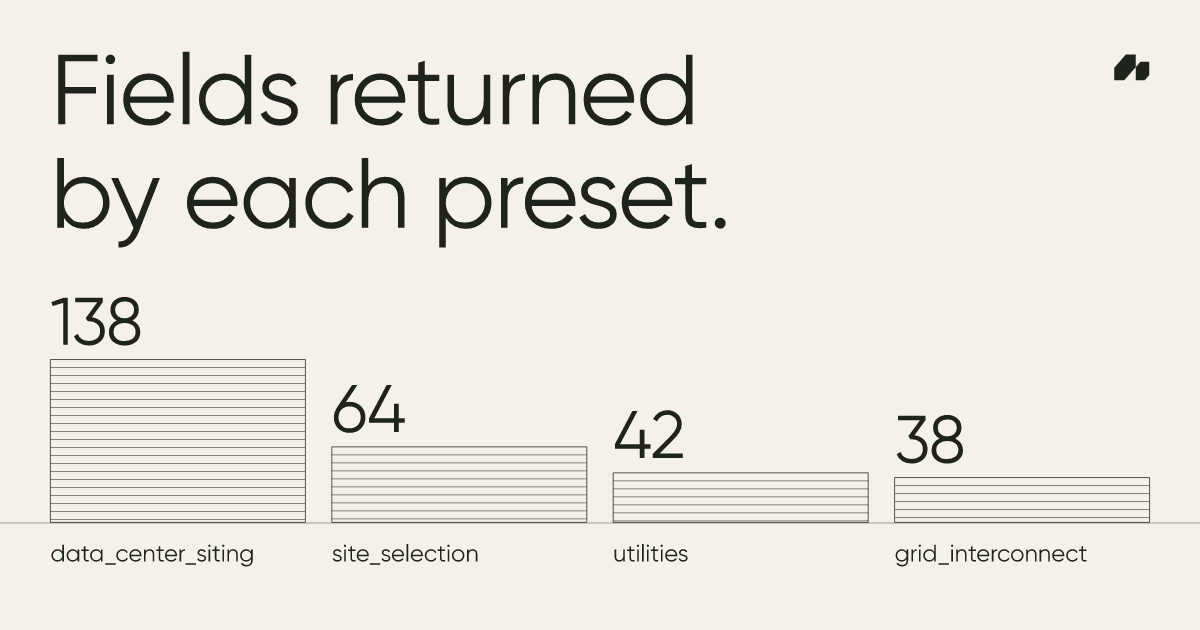 Fields returned
by each preset.
138
64
42
38
data_center_siting
site_selection
utilities
grid_interconnect